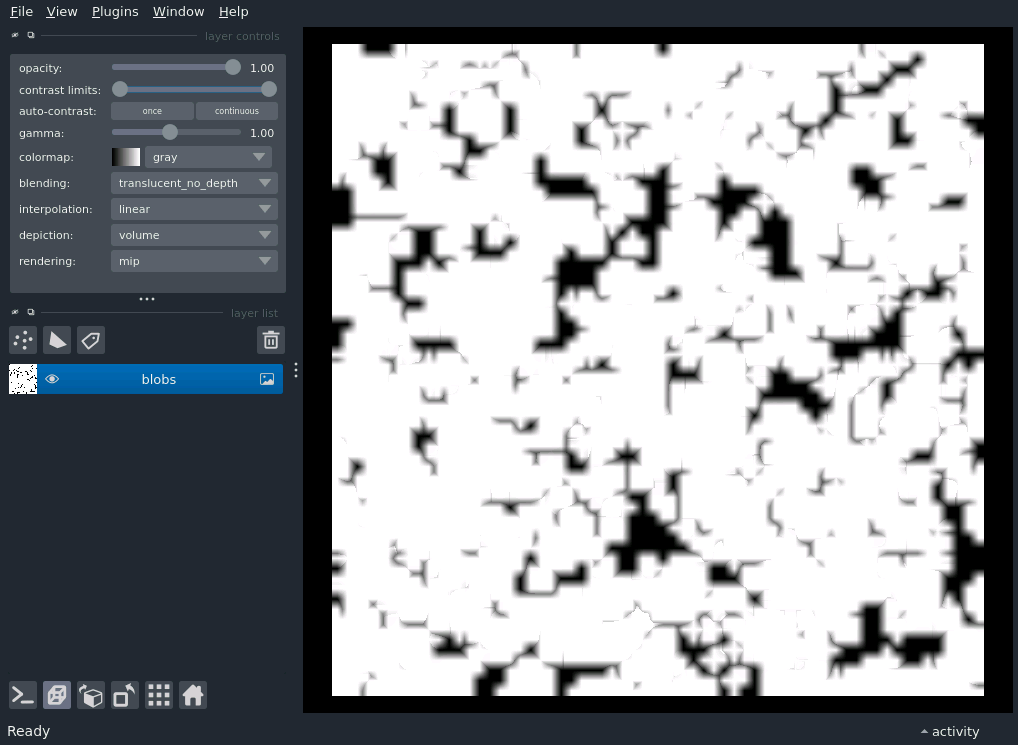 File View Plugins Window Help
layer controls
opacity: 1.00
contrast limits:
auto-contrast: once continuous
gamma: 1.00
colormap: gray
blending: translucent_no_depth
interpolation: linear
depiction: volume
rendering: mip
layer list
blobs
Ready activity